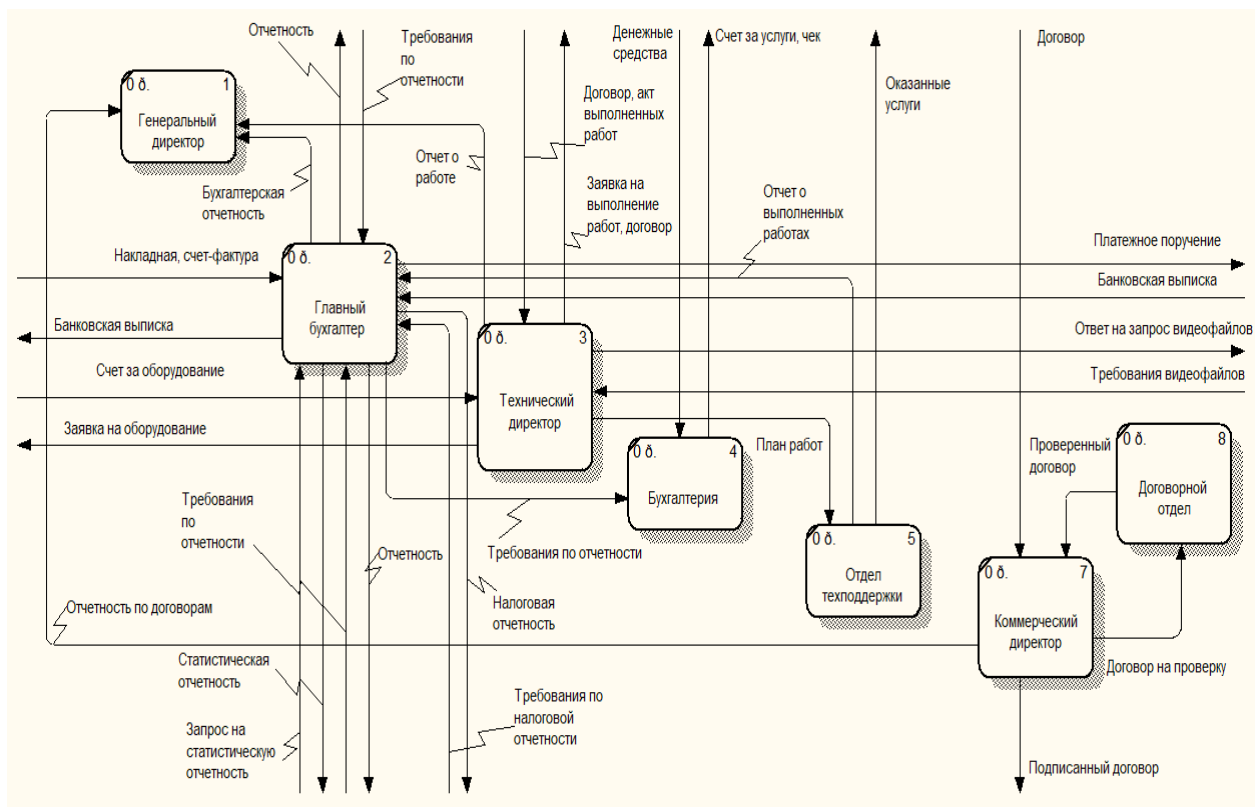 Отчетность
Требования
по
отчетности
Денежные
средства
Счет за услуги, чек
Договор
0 ð. 1
Генеральный
директор
Договор, акт
выполненных
работ
Оказанные
услуги
Отчет о
работе
Бухгалтерская
отчетность
Заявка на
выполнение
работ, договор
Отчет о
выполненных
работах
Накладная, счет-фактура
0 ð. 2
Главный
бухгалтер
Платежное поручение
Банковская выписка
Банковская выписка
Ответ на запрос видеофайлов
Счет за оборудование
0 ð. 3
Технический
директор
Требования видеофайлов
Заявка на оборудование
План работ
0 ð. 4
Бухгалтерия
Проверенный
договор
0 ð. 8
Договорной
отдел
Требования
по
отчетности
Отчетность
Требования по отчетности
0 ð. 5
Отдел
техподдержки
0 ð. 7
Коммерческий
директор
Отчетность по договорам
Налоговая
отчетность
Договор на проверку
Статистическая
отчетность
Требования по
налоговой
отчетности
Запрос на
статистическую
отчетность
Подписанный договор